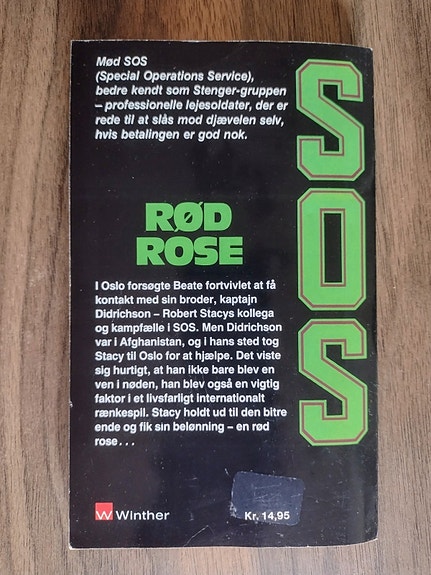 Mød SOS
(Special Operations Service),
bedre kendt som Stenger-gruppen
– professionelle lejesoldater, der er
rede til at slås mod djævelen selv,
hvis betalingen er god nok.
SOS
RØD
ROSE
I Oslo forsøgte Beate fortvivlet at få
kontakt med sin broder, kaptajn
Didrichson – Robert Stacys kollega
og kampfælle i SOS. Men Didrichson
var i Afghanistan, og i hans sted tog
Stacy til Oslo for at hjælpe. Det viste
sig hurtigt, at han ikke bare blev en
ven i nøden, han blev også en vigtig
faktor i et livsfarligt internationalt
rænkespil. Stacy holdt ud til den bitre
ende og fik sin belønning – en rød
rose...
W Winther
Kr. 14,95